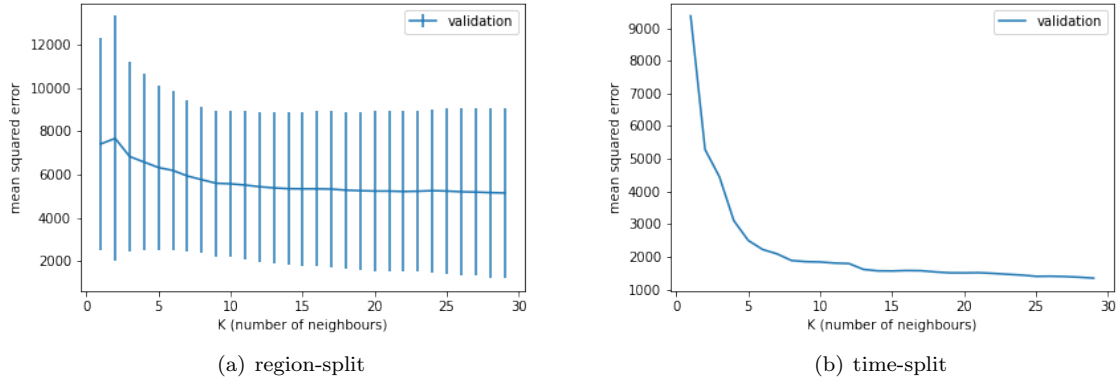 validation
12000
10000
8000
6000
4000
2000
mean squared error
0 5 10 15 20 25 30
K (number of neighbours)
(a) region-split
validation
9000
8000
7000
6000
5000
4000
3000
2000
1000
mean squared error
0 5 10 15 20 25 30
K (number of neighbours)
(b) time-split